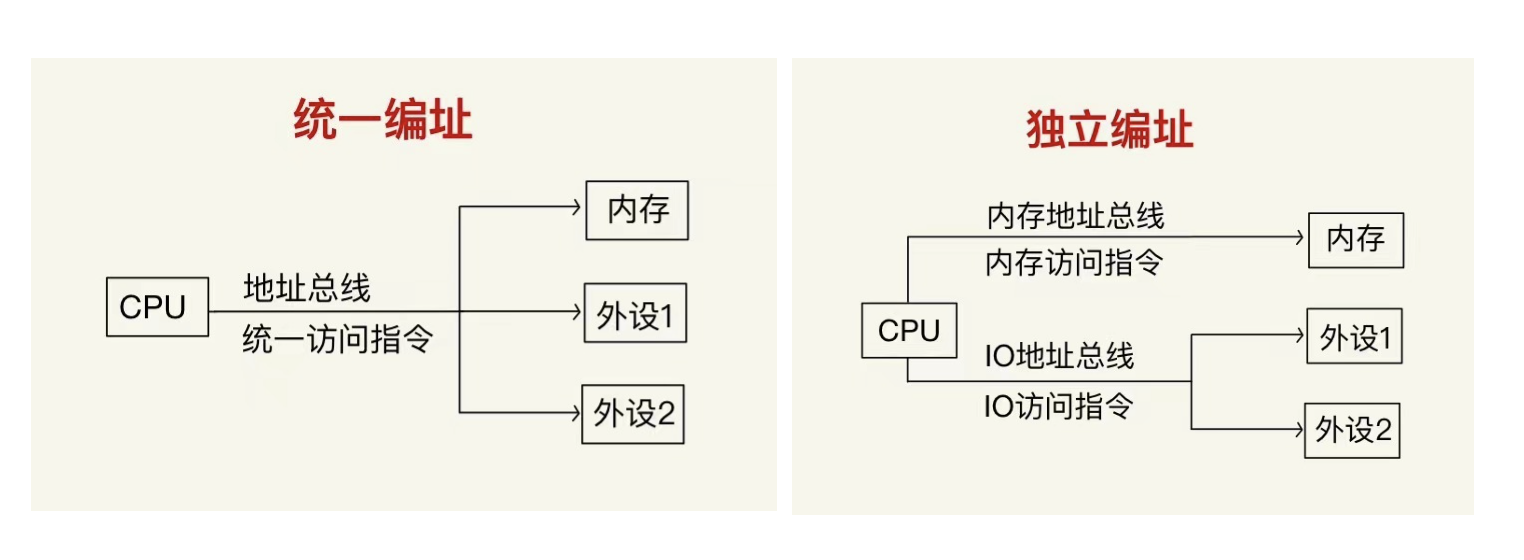 统一编址
内存
地址总线
CPU
外设1
统一访问指令
外设2
独立编址
内存地址总线
内存
内存访问指令
CPU
外设1
IO地址总线
IO访问指令
外设2